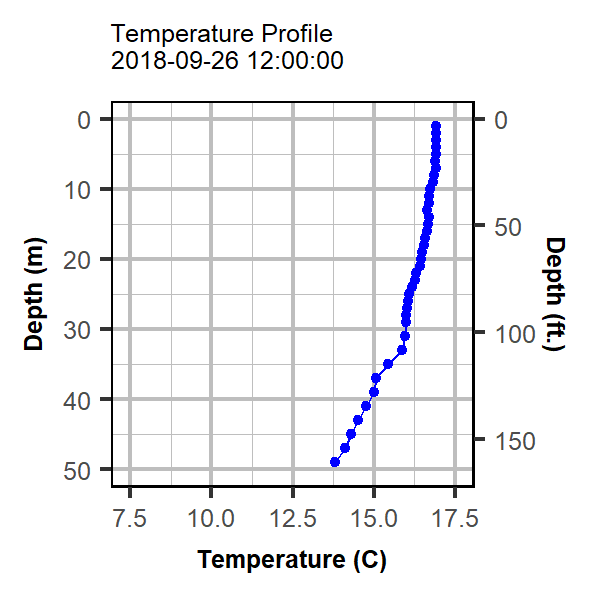 Temperature Profile
2018-09-26 12:00:00
0
10
20
30
40
50
Depth (m)
0
50
100
150
Depth (ft.)
7.5 10.0 12.5 15.0 17.5
Temperature (C)